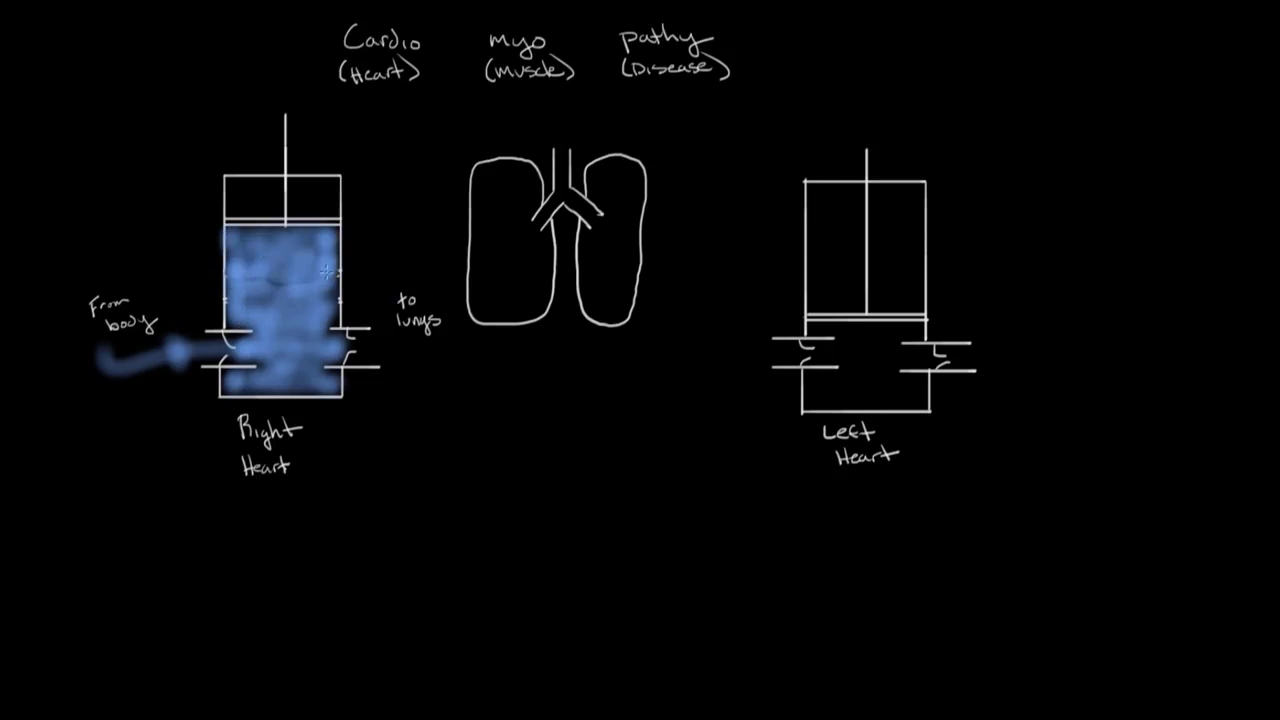 Cardio myo pathy
(Heart) (Muscle) (Disease)
From
body
to
lungs
Right
Heart
Left
Heart